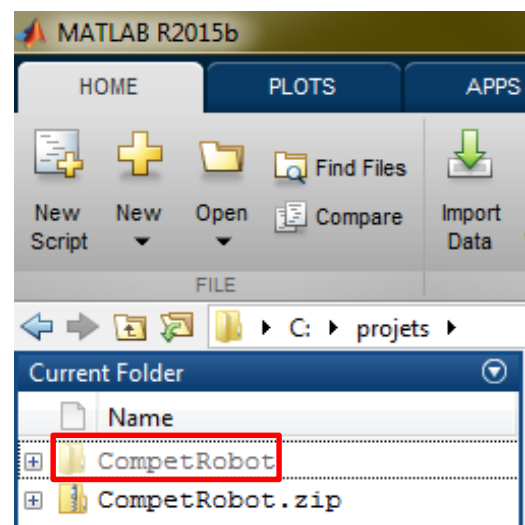 MATLAB R2015b
HOME PLOTS APPS
New Script New Open Find Files Compare Import Data
FILE
C: projets
Current Folder
Name
CompetRobot
CompetRobot.zip